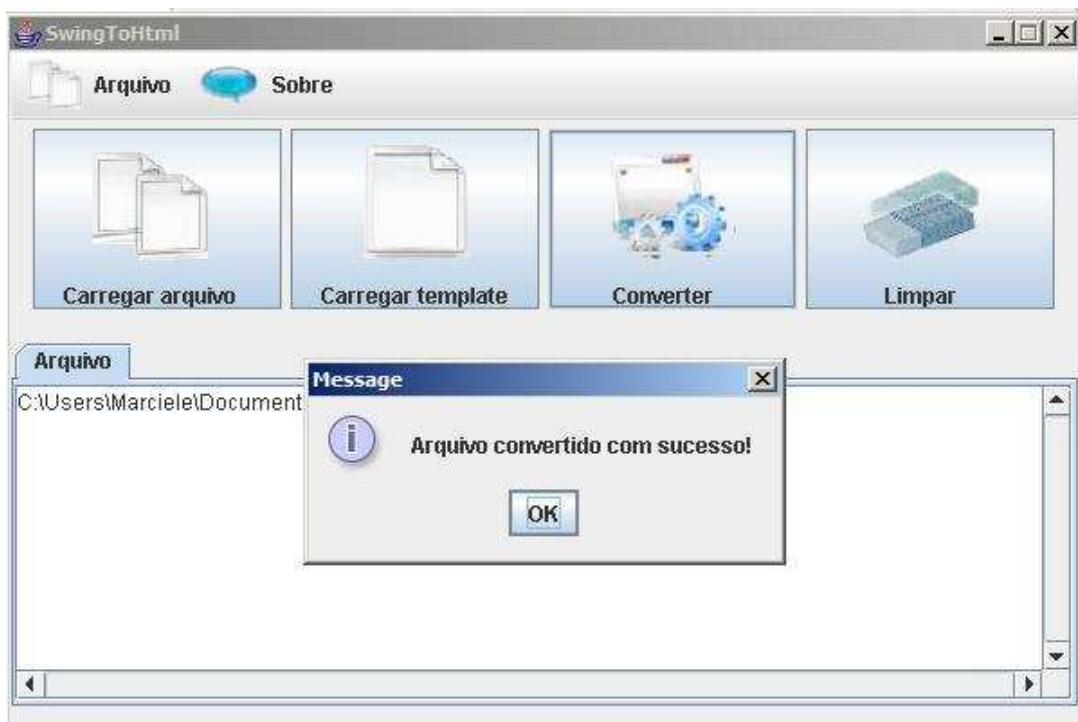 SwingToHtml
Arquivo Sobre
Carregar arquivo Carregar template Converter Limpar
Arquivo
C:\Users\Marciele\Document
Message
Arquivo convertido com sucesso!
OK